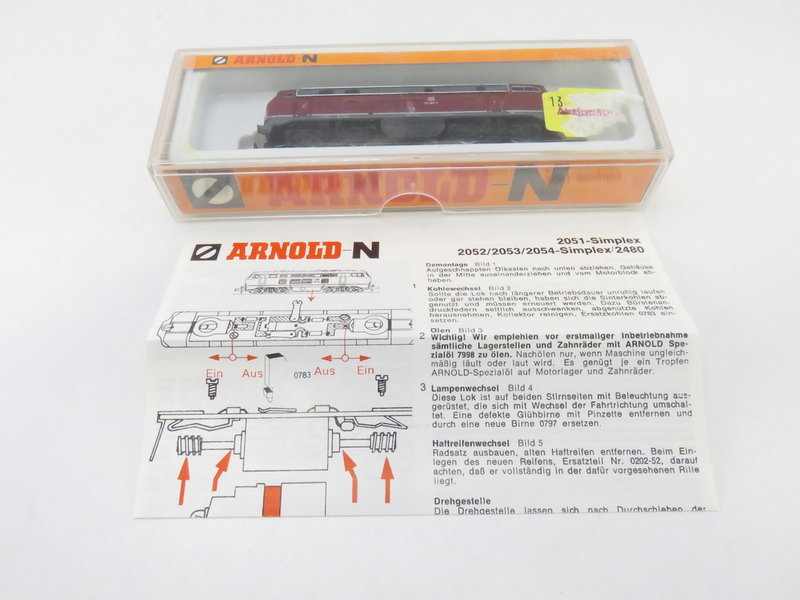 ARNOLD N
13
ARNOLD-N
ARNOLD-N
2051-Simplex
2052/2053/2054-Simplex/2480
Demontage Bild 1
Aufgeschnappten Ölkasten nach unten abziehen, Gehäuse
in der Mitte auseinanderziehen und vom Motorblock ab-
heben.
Kohlewechsel Bild 2
Sollte die Lok nach längerer Betriebsdauer unruhig laufen
oder gar stehen bleiben, haben sich die Sinterkohlen ab-
genutzt und müssen erneuert werden. Dazu Bürstenan-
druckfedern seitlich ausschwenken, abgenutzte Kohlen
herausnehmen, Kollektor reinigen, Ersatzkohlen 0783 ein-
setzen.
Ölen Bild 3
Wichtig! Wir empfehlen vor erstmaliger Inbetriebnahme
sämtliche Lagerstellen und Zahnräder mit ARNOLD Spe-
zialöl 7998 zu ölen. Nachölen nur, wenn Maschine ungleich-
mäßig läuft oder laut wird. Es genügt je ein Tropfen
ARNOLD-Spezialöl auf Motorlager und Zahnräder.
Lampenwechsel Bild 4
Diese Lok ist auf beiden Stirnseiten mit Beleuchtung aus-
gerüstet, die sich mit Wechsel der Fahrtrichtung umschal-
tet. Eine defekte Glühbirne mit Pinzette entfernen und
durch eine neue Birne 0797 ersetzen.
Haftreifenwechsel Bild 5
Radsatz ausbauen, alten Haftreifen entfernen. Beim Ein-
legen des neuen Reifens, Ersatzteil Nr. 0202-52, darauf
achten, daß er vollständig in der dafür vorgesehenen Rille
liegt.
Drehgestelle
Die Drehgestelle lassen sich nach Durchschieben de-
1
2
3
Ein Aus 0783 Aus Ein